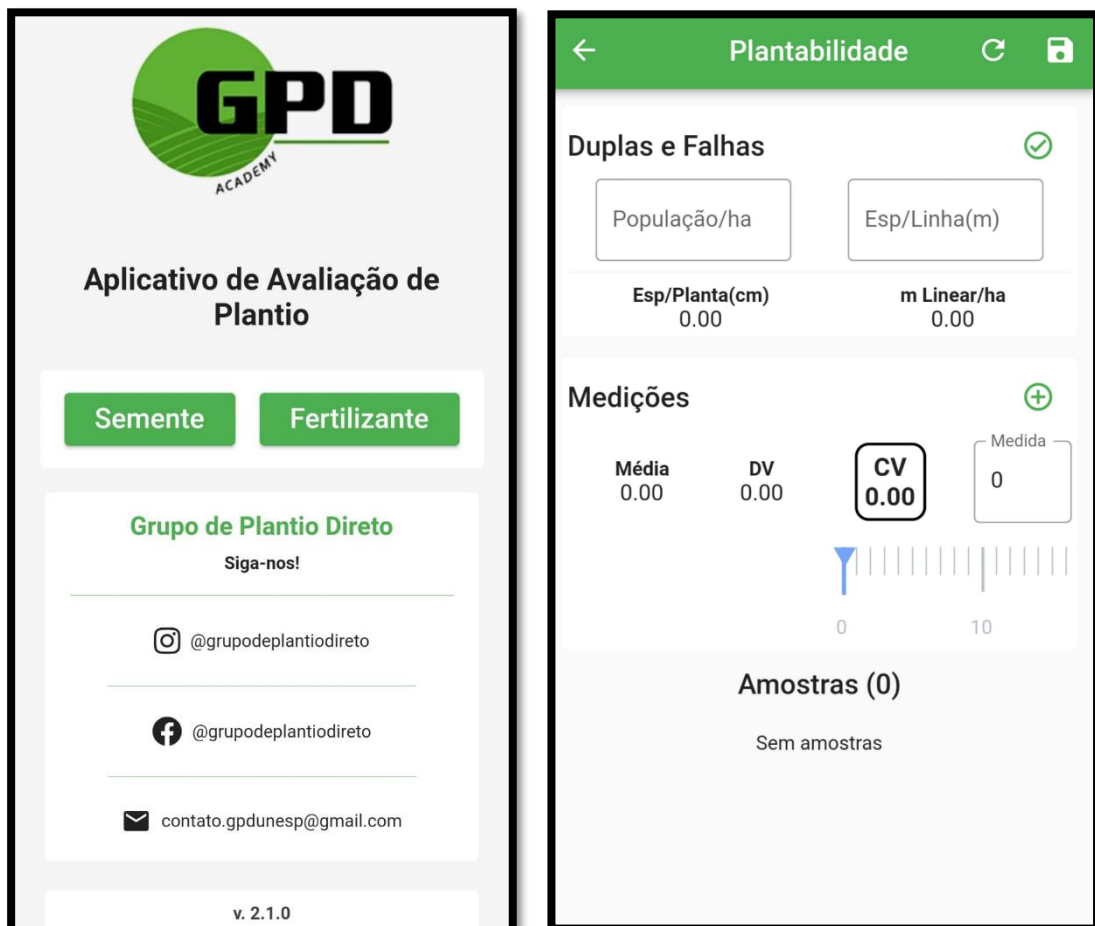 GPD
ACADEMY
Aplicativo de Avaliação de
Plantio
Semente
Fertilizante
Grupo de Plantio Direto
Siga-nos!
@grupodeplantiodireto
@grupodeplantiodireto
contato.gpdunesp@gmail.com
v. 2.1.0
Plantabilidade
Duplas e Falhas
População/ha
Esp/Linha(m)
Esp/Planta(cm)
0.00
m Linear/ha
0.00
Medições
Média
0.00
DV
0.00
CV
0.00
Medida
0
0
10
Amostras (0)
Sem amostras